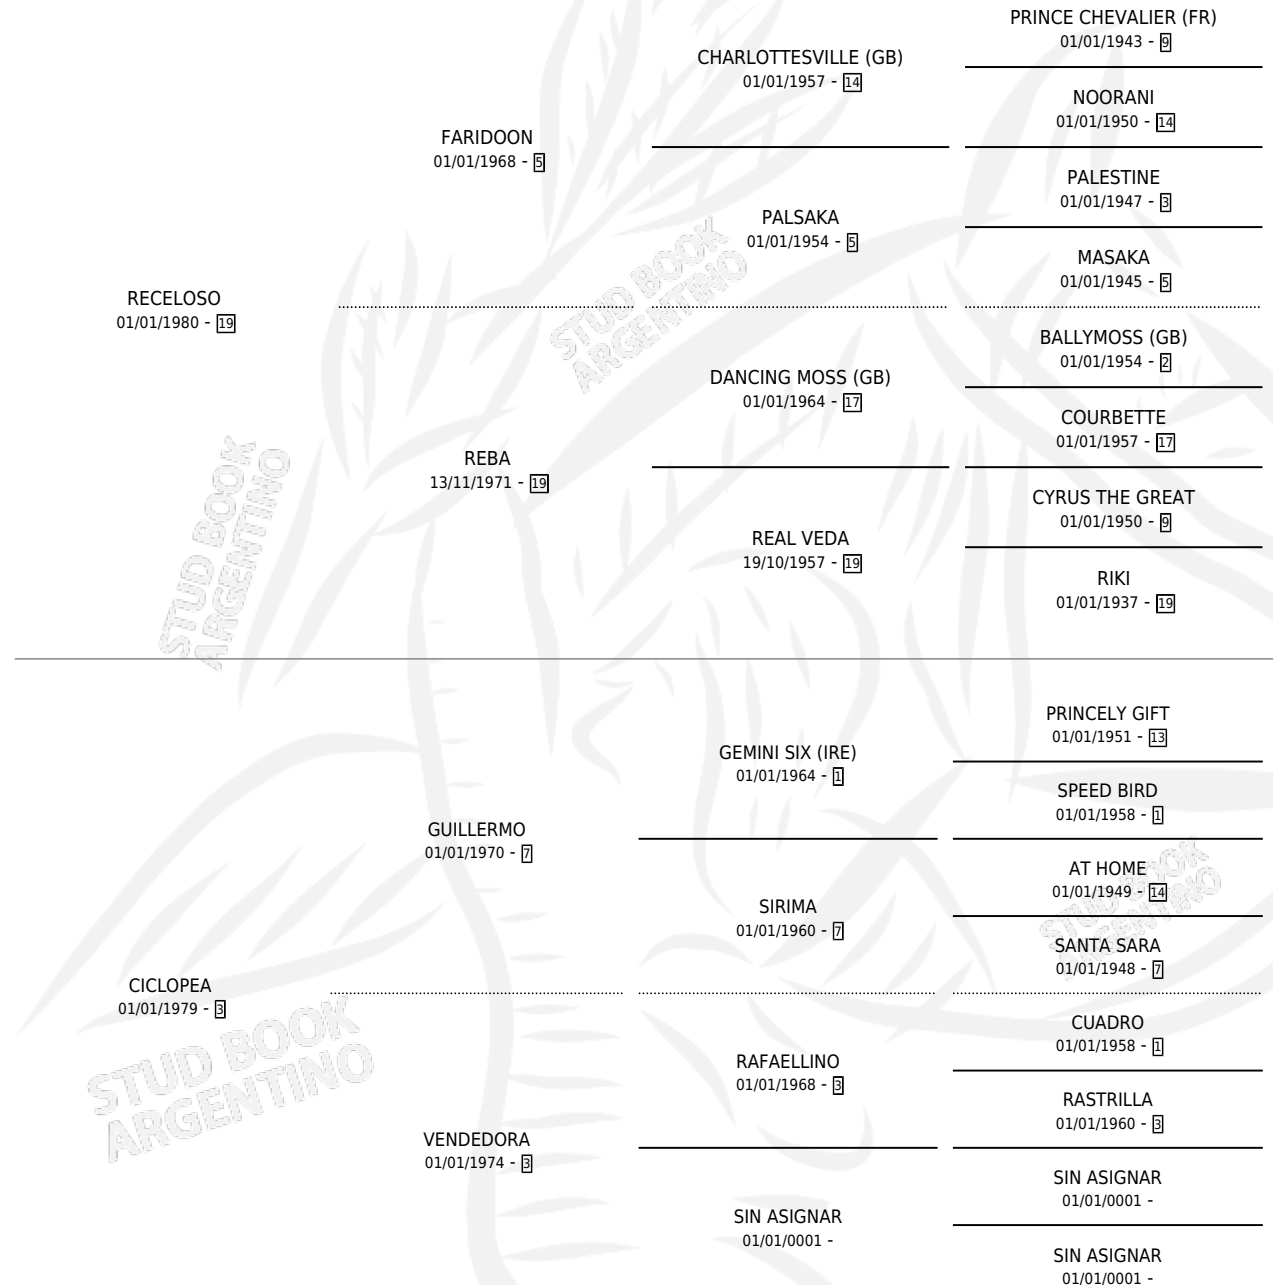 PRINCE CHEVALIER (FR)
01/01/1943 - 9
CHARLOTTESVILLE (GB)
01/01/1957 - 14
NOORANI
01/01/1950 - 14
FARIDOON
01/01/1968 - 5
PALESTINE
01/01/1947 - 3
PALSAKA
01/01/1954 - 5
MASAKA
01/01/1945 - 5
RECELOSO
01/01/1980 - 19
BALLYMOSS (GB)
01/01/1954 - 2
DANCING MOSS (GB)
01/01/1964 - 17
COURBETTE
01/01/1957 - 17
REBA
13/11/1971 - 19
CYRUS THE GREAT
01/01/1950 - 9
REAL VEDA
19/10/1957 - 19
RIKI
01/01/1937 - 19
PRINCELY GIFT
01/01/1951 - 13
GEMINI SIX (IRE)
01/01/1964 - 1
SPEED BIRD
01/01/1958 - 1
GUILLERMO
01/01/1970 - 7
AT HOME
01/01/1949 - 14
SIRIMA
01/01/1960 - 7
SANTA SARA
01/01/1948 - 7
CICLOPEA
01/01/1979 - 3
CUADRO
01/01/1958 - 1
RAFAELLINO
01/01/1968 - 3
RASTRILLA
01/01/1960 - 3
VENDEDORA
01/01/1974 - 3
SIN ASIGNAR
01/01/0001 -
SIN ASIGNAR
01/01/0001 -
SIN ASIGNAR
01/01/0001 -
STUD BOOK
ARGENTINO
STUD BOOK
ARGENTINO
STUD BOOK
ARGENTINO
STUD BOOK
ARGENTINO